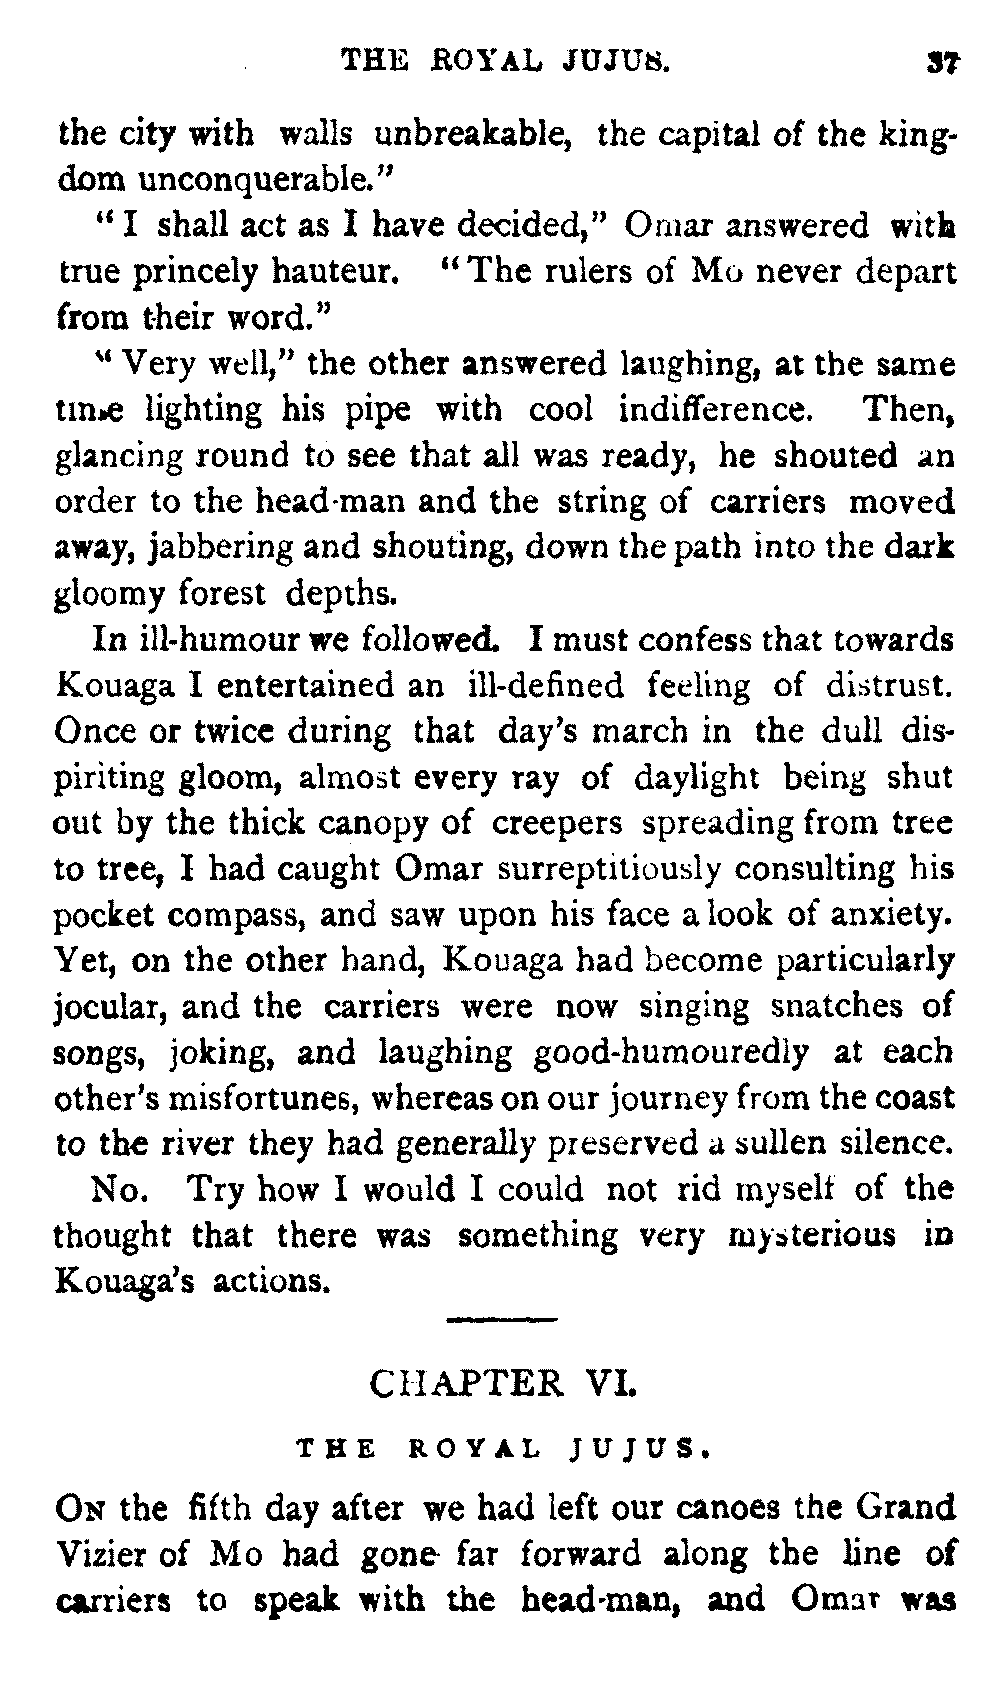 THE ROYAL JUJUS. 37
the city with walls unbreakable, the capital of the king-
dom unconquerable."
"I shall act as I have decided," Omar answered with
true princely hauteur. "The rulers of Mo never depart
from their word."
"Very well," the other answered laughing, at the same
time lighting his pipe with cool indifference. Then,
glancing round to see that all was ready, he shouted an
order to the head-man and the string of carriers moved
away, jabbering and shouting, down the path into the dark
gloomy forest depths.
In ill-humour we followed. I must confess that towards
Kouaga I entertained an ill-defined feeling of distrust.
Once or twice during that day's march in the dull dis-
piriting gloom, almost every ray of daylight being shut
out by the thick canopy of creepers spreading from tree
to tree, I had caught Omar surreptitiously consulting his
pocket compass, and saw upon his face a look of anxiety.
Yet, on the other hand, Kouaga had become particularly
jocular, and the carriers were now singing snatches of
songs, joking, and laughing good-humouredly at each
other's misfortunes, whereas on our journey from the coast
to the river they had generally preserved a sullen silence.
No. Try how I would I could not rid myself of the
thought that there was something very mysterious in
Kouaga's actions.
CHAPTER VI.
THE ROYAL JUJUS.
ON the fifth day after we had left our canoes the Grand
Vizier of Mo had gone far forward along the line of
carriers to speak with the head-man, and Omar was